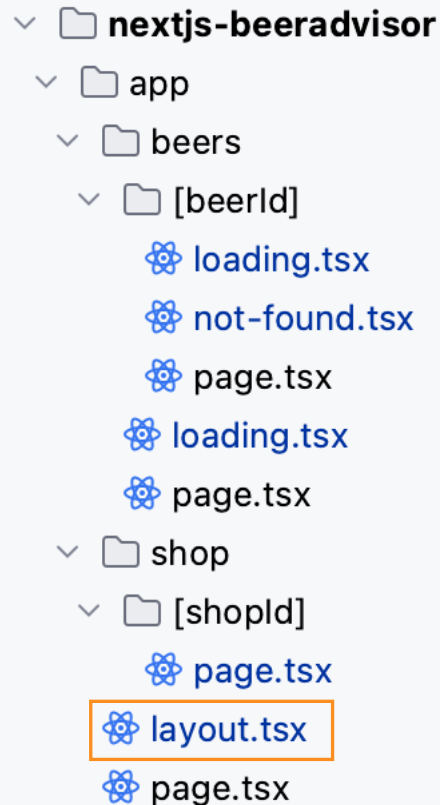 nextjs-beeradvisor
app
beers
[beerId]
loading.tsx
not-found.tsx
page.tsx
loading.tsx
page.tsx
shop
[shopId]
page.tsx
layout.tsx
page.tsx